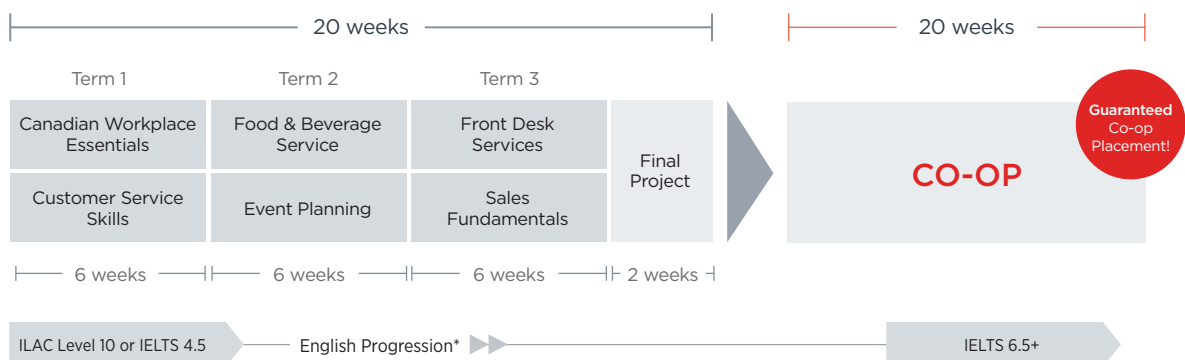 20 weeks
20 weeks
Term 1
Term 2
Term 3
Canadian Workplace
Essentials
Food & Beverage
Service
Front Desk
Services
Customer Service
Skills
Event Planning
Sales
Fundamentals
Final
Project
CO-OP
Guaranteed
Co-op
Placement!
6 weeks
6 weeks
6 weeks
2 weeks
ILAC Level 10 or IELTS 4.5
English Progression*
IELTS 6.5+